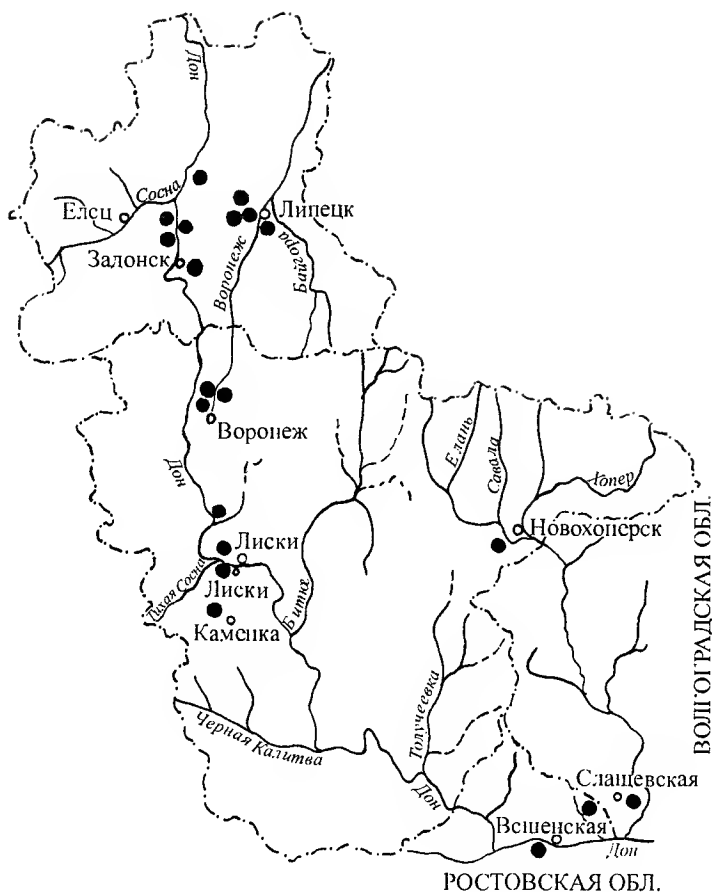 Дон
Сосна
Елец
Липецк
Задонск
Воронеж
Байгора
Воронеж
Дон
Елань
Савала
Хопер
Новохоперск
Лиски
Тихая Сосна
Лиски
Битюг
Каменка
Толучеевка
Черная Калитва
Дон
Слащевская
Вешенская
Дон
ВОЛГОГРАДСКАЯ ОБЛ.
РОСТОВСКАЯ ОБЛ.